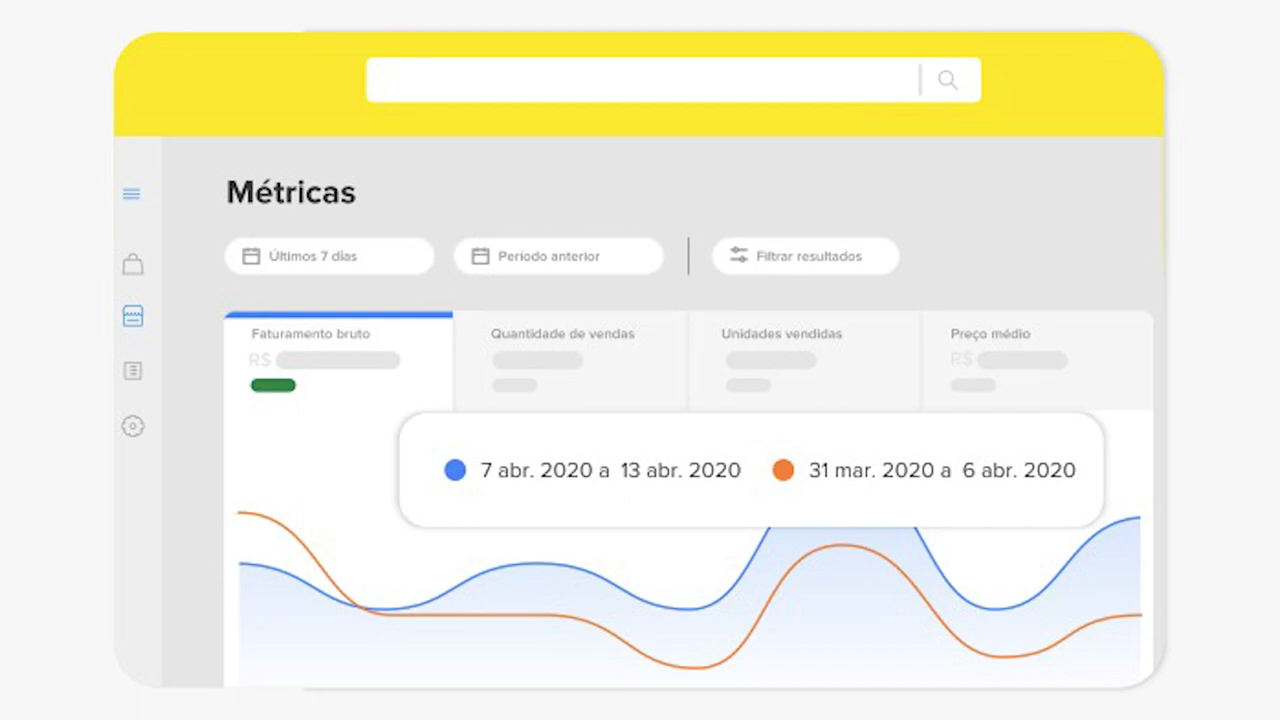 Métricas
Últimos 7 dias
Período anterior
Filtrar resultados
Faturamento bruto
Quantidade de vendas
Unidades vendidas
Preço médio
R$
R$
7 abr. 2020 a 13 abr. 2020
31 mar. 2020 a 6 abr. 2020